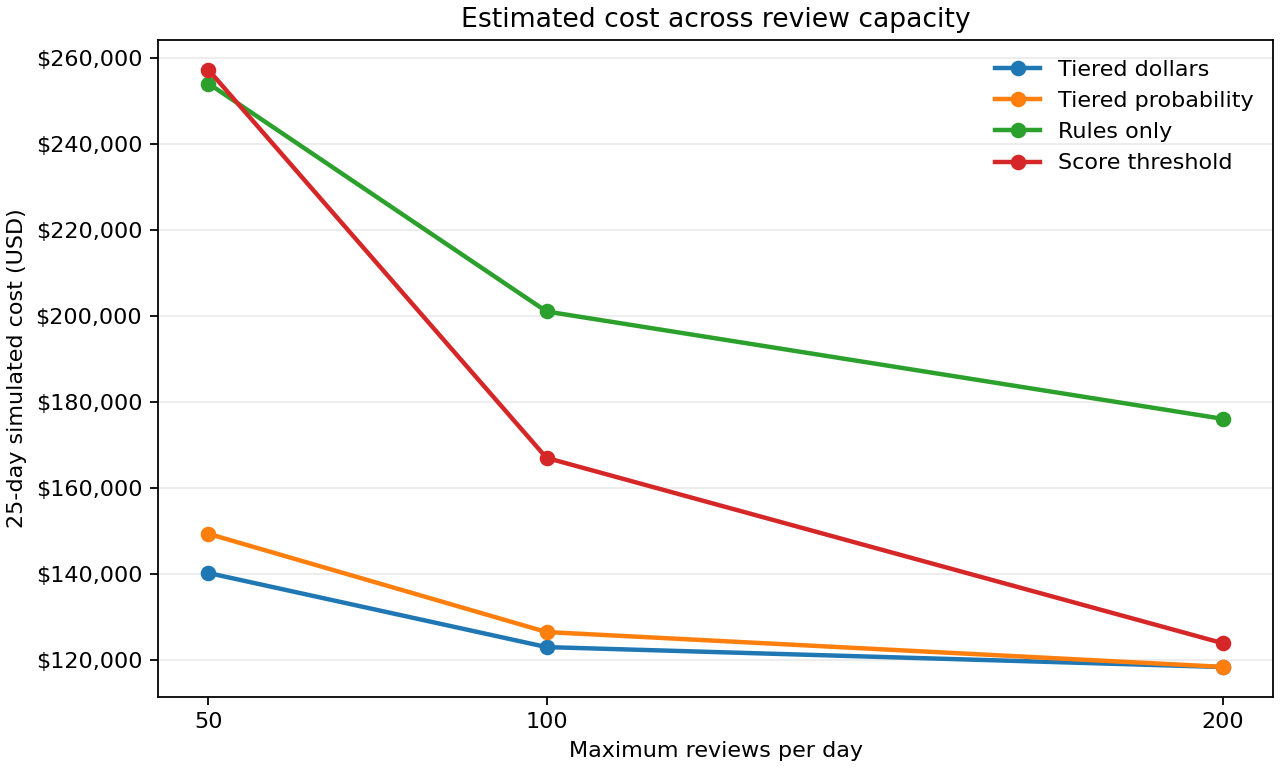 Estimated cost across review capacity
$260,000
$240,000
$220,000
$200,000
$180,000
$160,000
$140,000
$120,000
25-day simulated cost (USD)
Tiered dollars
Tiered probability
Rules only
Score threshold
50
100
200
Maximum reviews per day